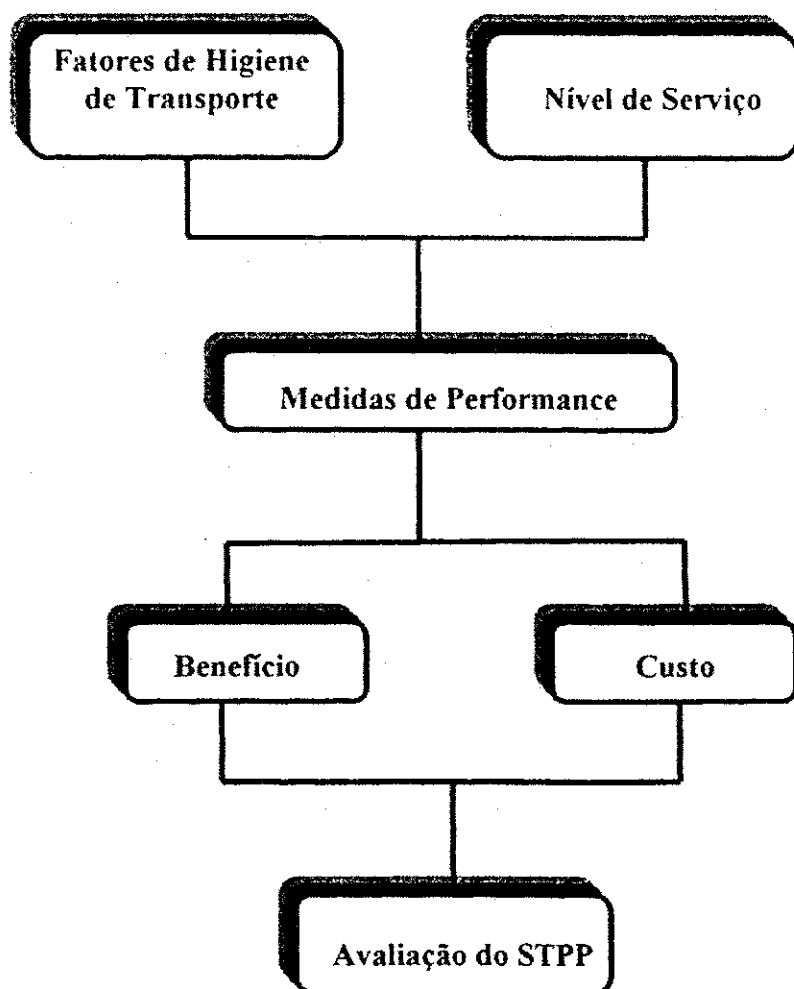 Fatores de Higiene
de Transporte
Nível de Serviço
Medidas de Performance
Benefício
Custo
Avaliação do STPP